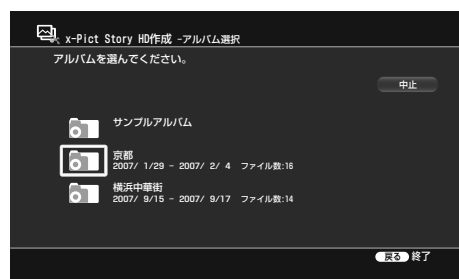 x-Pict Story HD作成 -アルバム選択
アルバムを選んでください。
中止
サンプルアルバム
京都
2007/ 1/29 - 2007/ 2/ 4 ファイル数:16
横浜中華街
2007/ 9/15 - 2007/ 9/17 ファイル数:14
戻る 終了